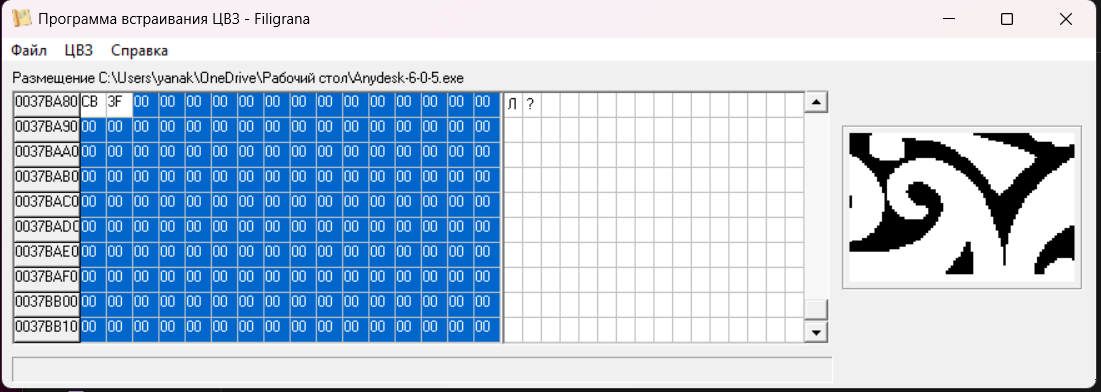 Программа встраивания ЦВЗ - Filigrana
Файл ЦВЗ Справка
Размещение C:\Users\yanak\OneDrive\Рабочий стол\Anydesk-6-0-5.exe
0037BA80 CB 3F 00 00 00 00 00 00 00 00 00 00 00 00 00 00 Л ?
0037BA90 00 00 00 00 00 00 00 00 00 00 00 00 00 00 00 00
0037BAA0 00 00 00 00 00 00 00 00 00 00 00 00 00 00 00 00
0037BAB0 00 00 00 00 00 00 00 00 00 00 00 00 00 00 00 00
0037BAC0 00 00 00 00 00 00 00 00 00 00 00 00 00 00 00 00
0037BAD0 00 00 00 00 00 00 00 00 00 00 00 00 00 00 00 00
0037BAE0 00 00 00 00 00 00 00 00 00 00 00 00 00 00 00 00
0037BAF0 00 00 00 00 00 00 00 00 00 00 00 00 00 00 00 00
0037BB00 00 00 00 00 00 00 00 00 00 00 00 00 00 00 00 00
0037BB10 00 00 00 00 00 00 00 00 00 00 00 00 00 00 00 00